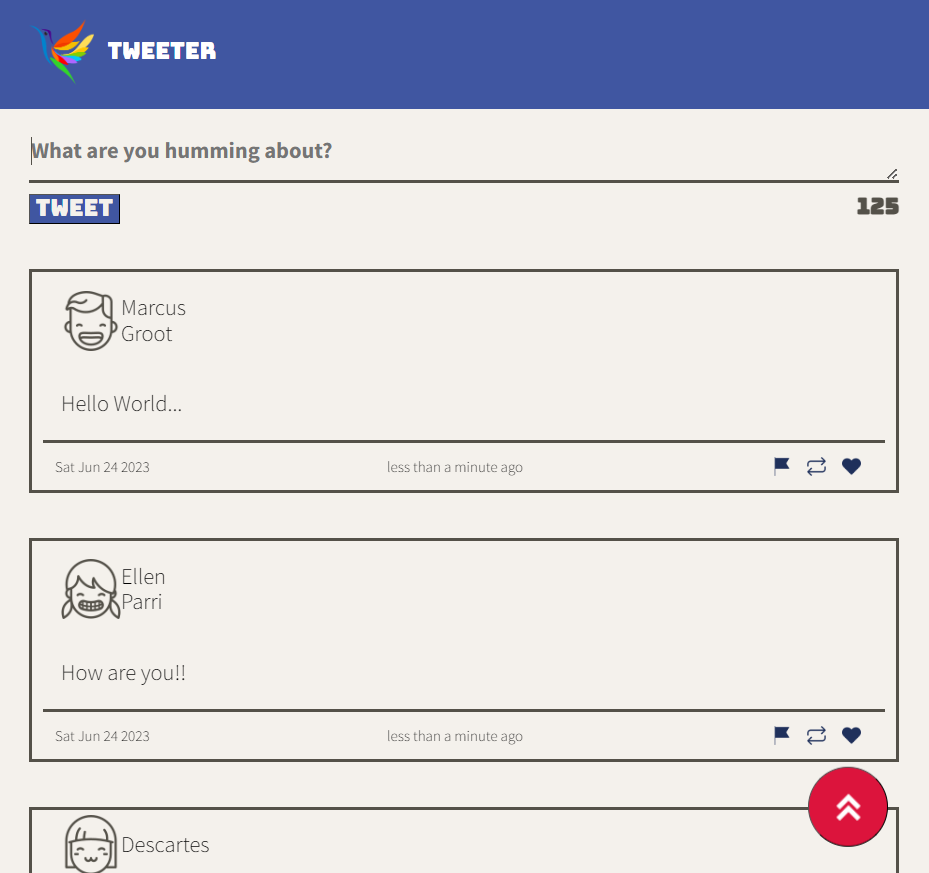 TWEETER
What are you humming about?
TWEET 125
Marcus
Groot
Hello World...
Sat Jun 24 2023 less than a minute ago
Ellen
Parri
How are you!!
Sat Jun 24 2023 less than a minute ago
Descartes